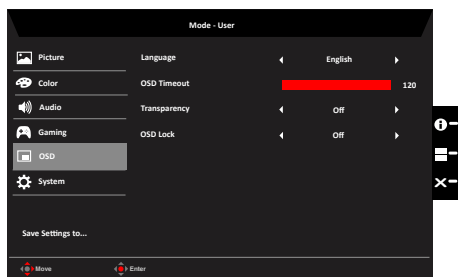 Mode - User
Picture
Language
English
Color
OSD Timeout
120
Audio
Transparency
Off
Gaming
OSD Lock
Off
OSD
System
Save Settings to...
Move
Enter